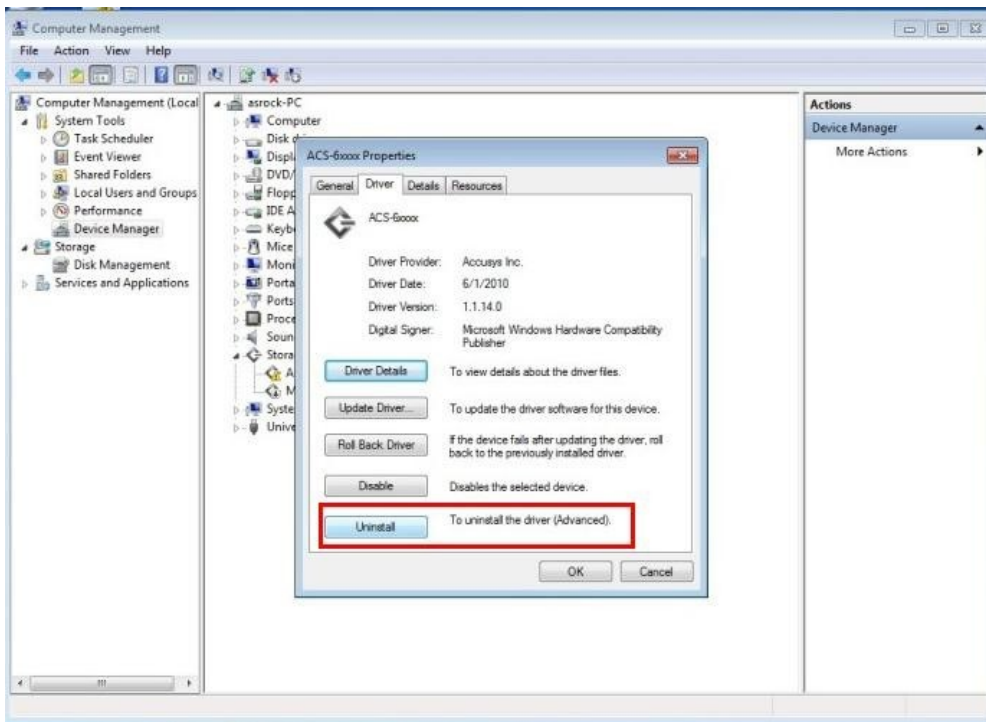 Computer Management
File Action View Help
Computer Management (Local
System Tools
Task Scheduler
Event Viewer
Shared Folders
Local Users and Groups
Performance
Device Manager
Storage
Disk Management
Services and Applications
asrock-PC
Computer
Disk
Displ
DVD/
Flopp
IDE A
Keyb
Mice
Moni
Porta
Ports
Proce
Soun
Stora
A
M
Syste
Unive
ACS-6xxxx Properties
General Driver Details Resources
ACS-6xxxx
Driver Provider: Accusys Inc.
Driver Date: 6/1/2010
Driver Version: 1.1.14.0
Digital Signer: Microsoft Windows Hardware Compatibility
Publisher
Driver Details To view details about the driver files.
Update Driver... To update the driver software for this device.
Roll Back Driver If the device fails after updating the driver, roll
back to the previously installed driver.
Disable Disables the selected device.
Uninstall To uninstall the driver (Advanced).
OK Cancel
Actions
Device Manager
More Actions